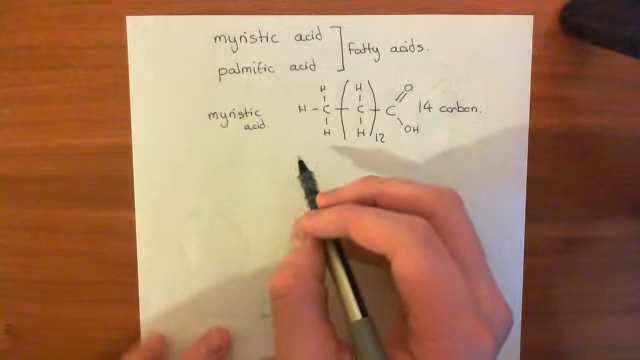 myristic acid
palmitic acid
fatty acids.
myristic acid.
H H O
H - C - ( C ) - C 14 carbon.
H H 12 OH